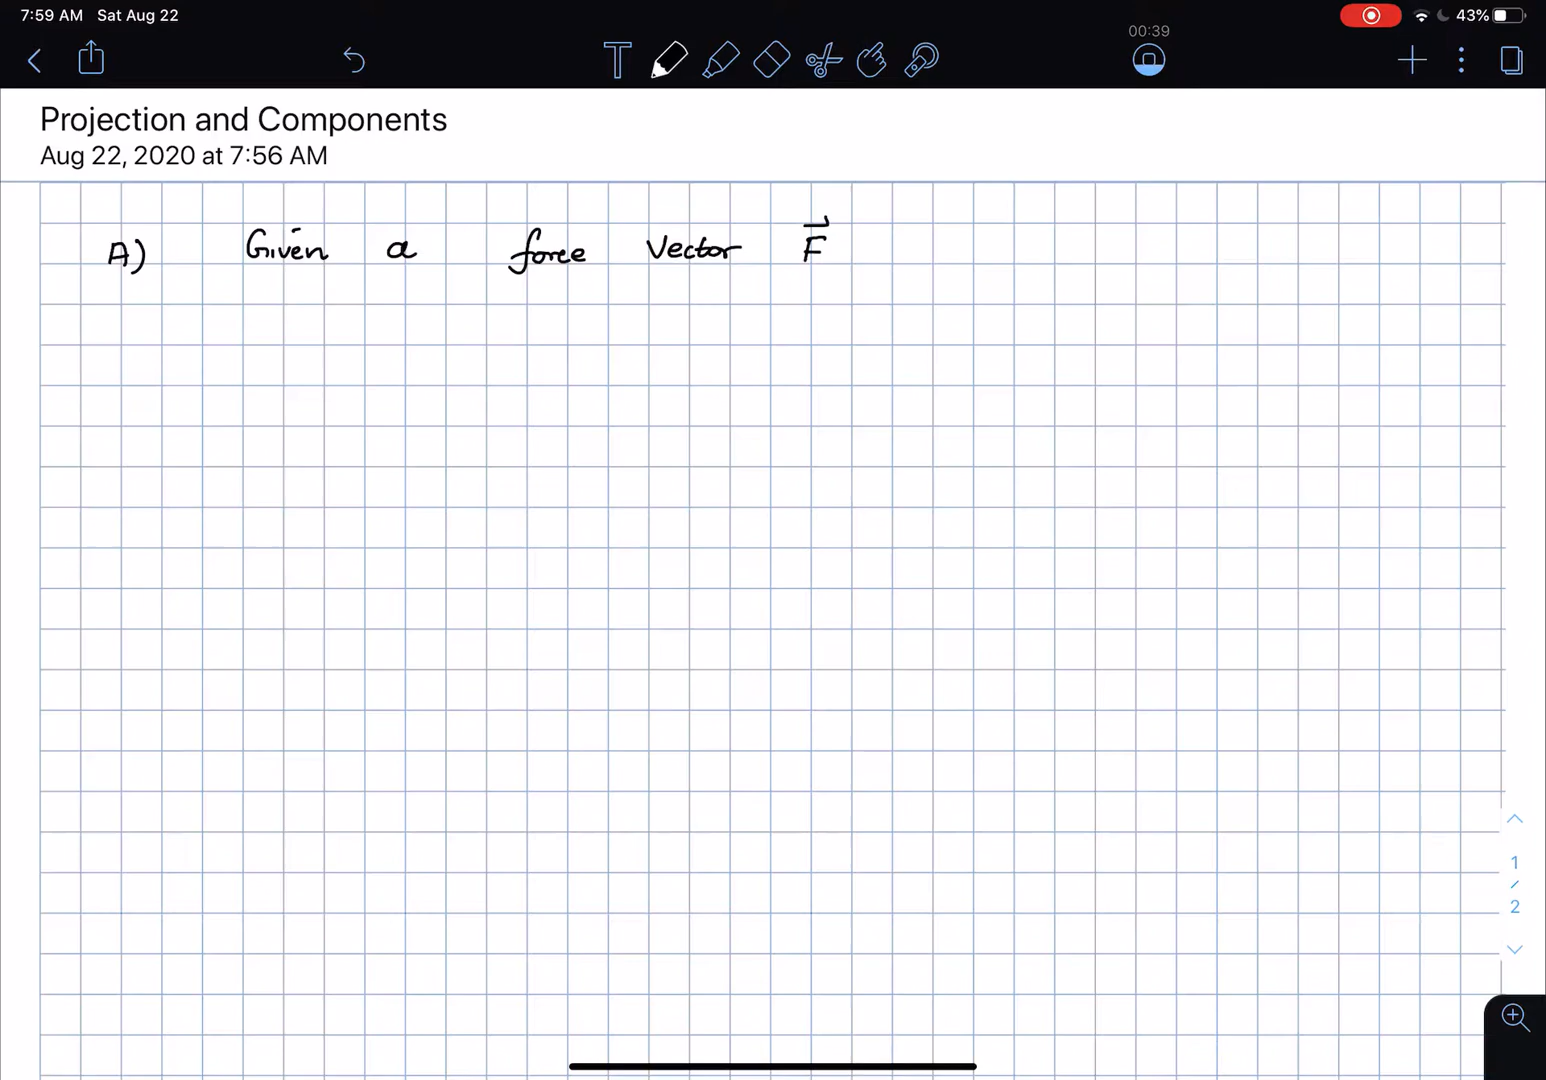 7:59 AM Sat Aug 22
43%
00:39
T
Projection and Components
Aug 22, 2020 at 7:56 AM
A) Given a force vector F⃗
1
/
2